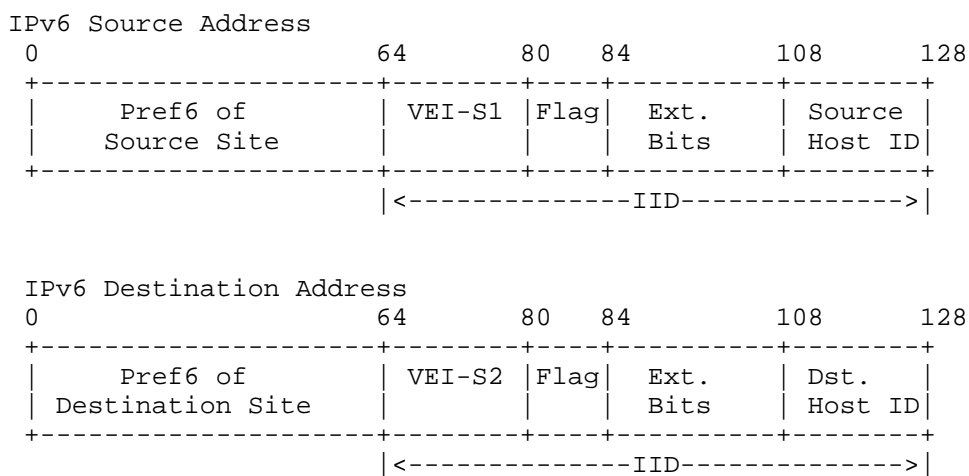 IPv6 Source Address
0                     64       80   84         108      128
+---------------------+--------+----+----------+--------+
|     Pref6 of        | VEI-S1 |Flag|  Ext.    | Source |
|    Source Site      |        |    |  Bits    | Host ID|
+---------------------+--------+----+----------+--------+
                      |<--------------IID-------------->|
IPv6 Destination Address
0                     64       80   84         108      128
+---------------------+--------+----+----------+--------+
|     Pref6 of        | VEI-S2 |Flag|  Ext.    | Dst.   |
| Destination Site    |        |    |  Bits    | Host ID|
+---------------------+--------+----+----------+--------+
                      |<--------------IID-------------->|